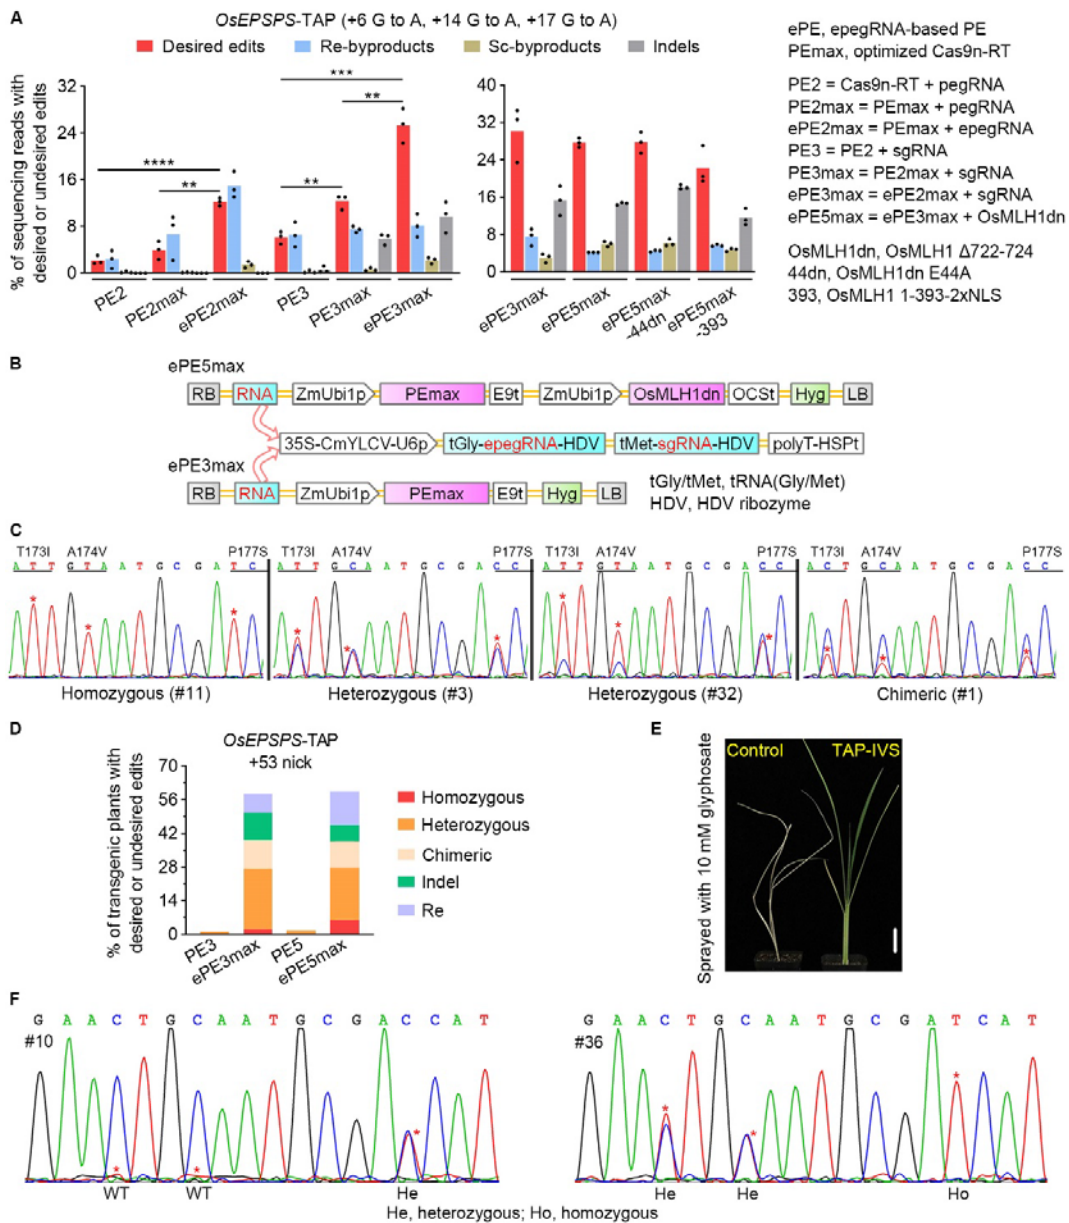 A
OsEPSPS-TAP (+6 G to A, +14 G to A, +17 G to A)
Desired edits Re-byproducts Sc-byproducts Indels
% of sequencing reads with
desired or undesired edits
32
24
16
8
0
****
**
**
***
**
PE2 PE2max ePE2max PE3 PE3max ePE3max
40
32
24
16
8
0
ePE3max ePE5max ePE5max ePE5max
-44dn -393
ePE, epegRNA-based PE
PEmax, optimized Cas9n-RT
PE2 = Cas9n-RT + pegRNA
PE2max = PEmax + pegRNA
ePE2max = PEmax + epegRNA
PE3 = PE2 + sgRNA
PE3max = PE2max + sgRNA
ePE3max = ePE2max + sgRNA
ePE5max = ePE3max + OsMLH1dn
OsMLH1dn, OsMLH1 Δ722-724
44dn, OsMLH1dn E44A
393, OsMLH1 1-393-2xNLS
B
ePE5max
RB RNA ZmUbi1p PEmax E9t ZmUbi1p OsMLH1dn OCSt Hyg LB
35S-CmYLCV-U6p tGly-epegRNA-HDV tMet-sgRNA-HDV polyT-HSPt
ePE3max
RB RNA ZmUbi1p PEmax E9t Hyg LB
tGly/tMet, tRNA(Gly/Met)
HDV, HDV ribozyme
C
T173I A174V P177S T173I A174V P177S T173I A174V P177S T173I A174V P177S
A T T G T A A T G C G A T C A T T G C A A T G C G A C C A T T G T A A T G C G A C C A C T G C A A T G C G A C C
* * * * * * * * * * * *
Homozygous (#11) Heterozygous (#3) Heterozygous (#32) Chimeric (#1)
D
OsEPSPS-TAP
+53 nick
% of transgenic plants with
desired or undesired edits
70
56
42
28
14
0
PE3 ePE3max PE5 ePE5max
Homozygous
Heterozygous
Chimeric
Indel
Re
E
Sprayed with 10 mM glyphosate
Control TAP-IVS
F
G A A C T G C A A T G C G A C C A T
#10
* * *
WT WT He
G A A C T G C A A T G C G A T C A T
#36
* * *
He He Ho
He, heterozygous; Ho, homozygous